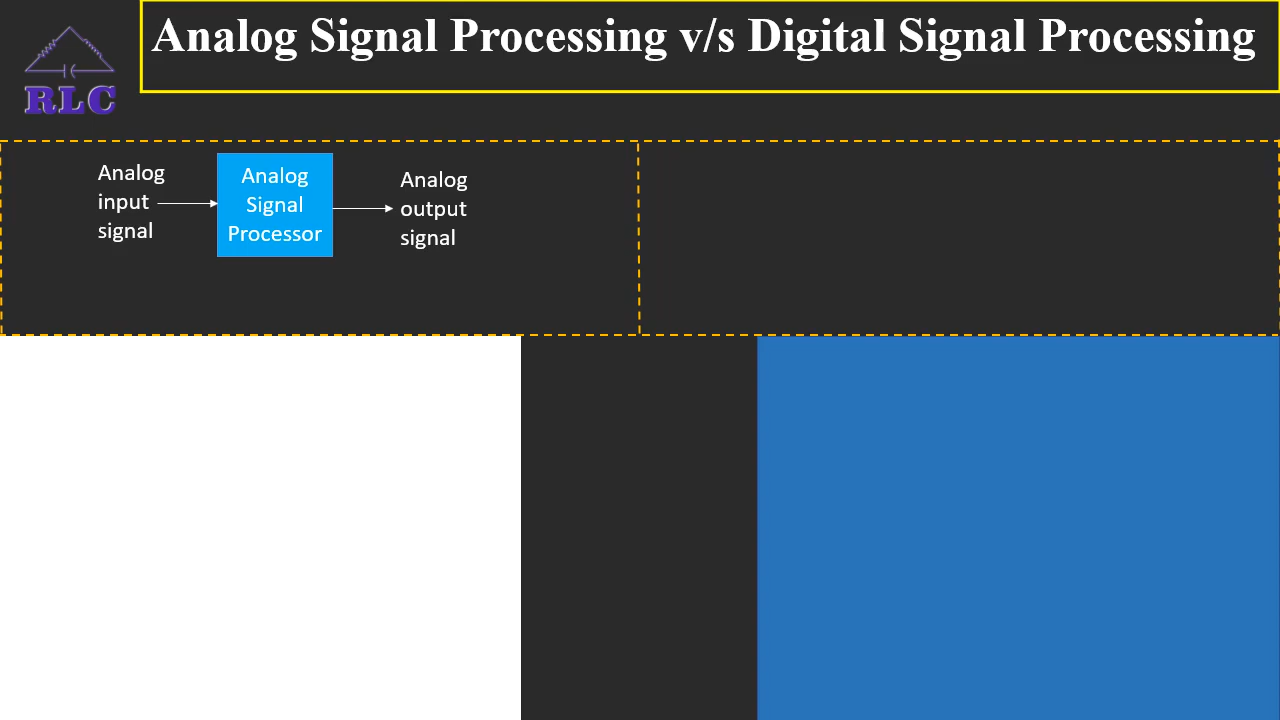 Analog Signal Processing v/s Digital Signal Processing
RLC
Analog
input
signal
Analog
Signal
Processor
Analog
output
signal